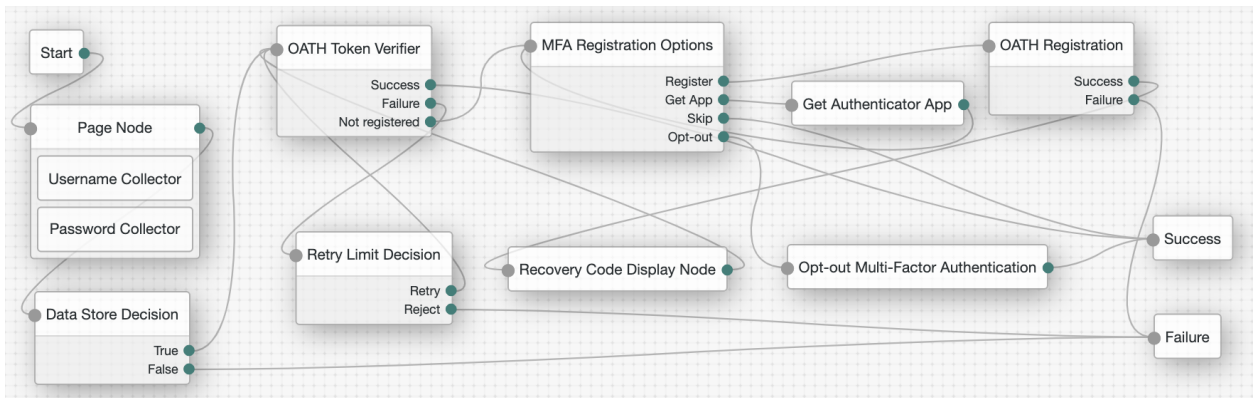 Start
Page Node
Username Collector
Password Collector
Data Store Decision
True
False
OATH Token Verifier
Success
Failure
Not registered
Retry Limit Decision
Retry
Reject
MFA Registration Options
Register
Get App
Skip
Opt-out
Get Authenticator App
Recovery Code Display Node
Opt-out Multi-Factor Authentication
OATH Registration
Success
Failure
Success
Failure